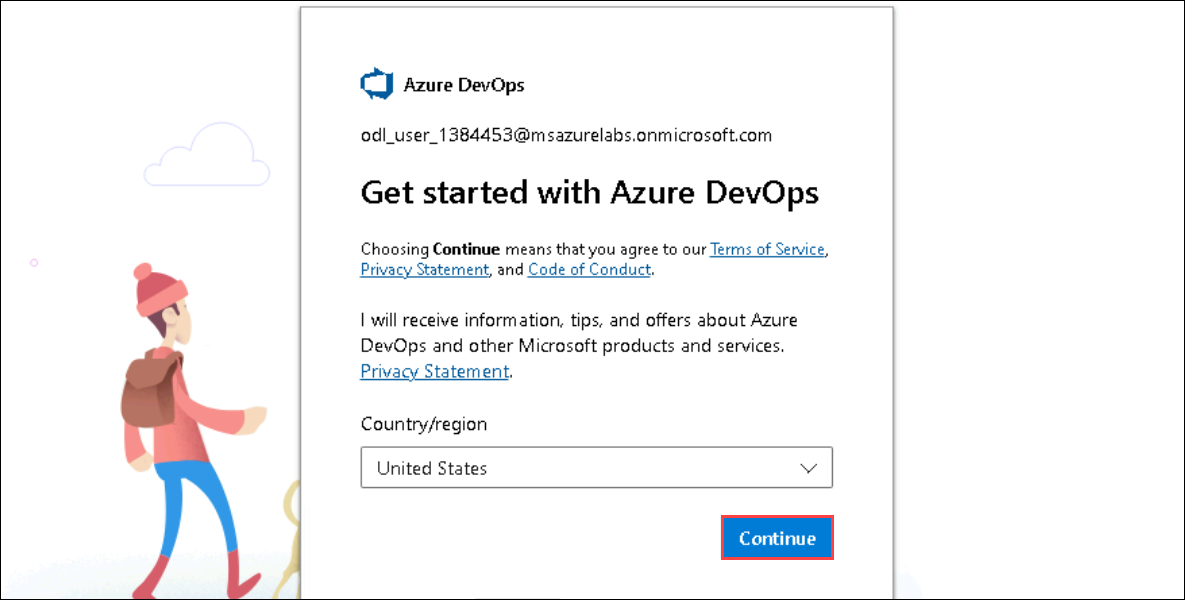 Azure DevOps
odl_user_1384453@msazurelabs.onmicrosoft.com
Get started with Azure DevOps
Choosing Continue means that you agree to our Terms of Service,
Privacy Statement, and Code of Conduct.
I will receive information, tips, and offers about Azure
DevOps and other Microsoft products and services.
Privacy Statement.
Country/region
United States
Continue